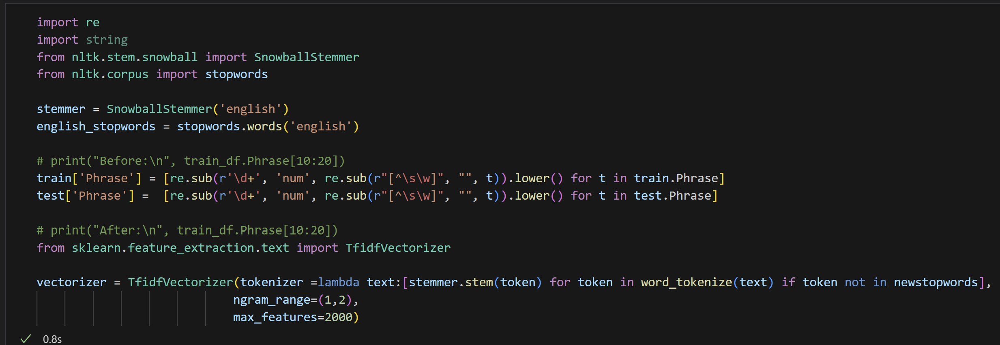 import re
import string
from nltk.stem.snowball import SnowballStemmer
from nltk.corpus import stopwords
stemmer = SnowballStemmer('english')
english_stopwords = stopwords.words('english')
# print("Before:\n", train_df.Phrase[10:20])
train['Phrase'] = [re.sub(r'\d+', 'num', re.sub(r"[^\s\w]", "", t)).lower() for t in train.Phrase]
test['Phrase'] =  [re.sub(r'\d+', 'num', re.sub(r"[^\s\w]", "", t)).lower() for t in test.Phrase]
# print("After:\n", train_df.Phrase[10:20])
from sklearn.feature_extraction.text import TfidfVectorizer
vectorizer = TfidfVectorizer(tokenizer =lambda text:[stemmer.stem(token) for token in word_tokenize(text) if token not in newstopwords],
ngram_range=(1,2),
max_features=2000)
0.8s